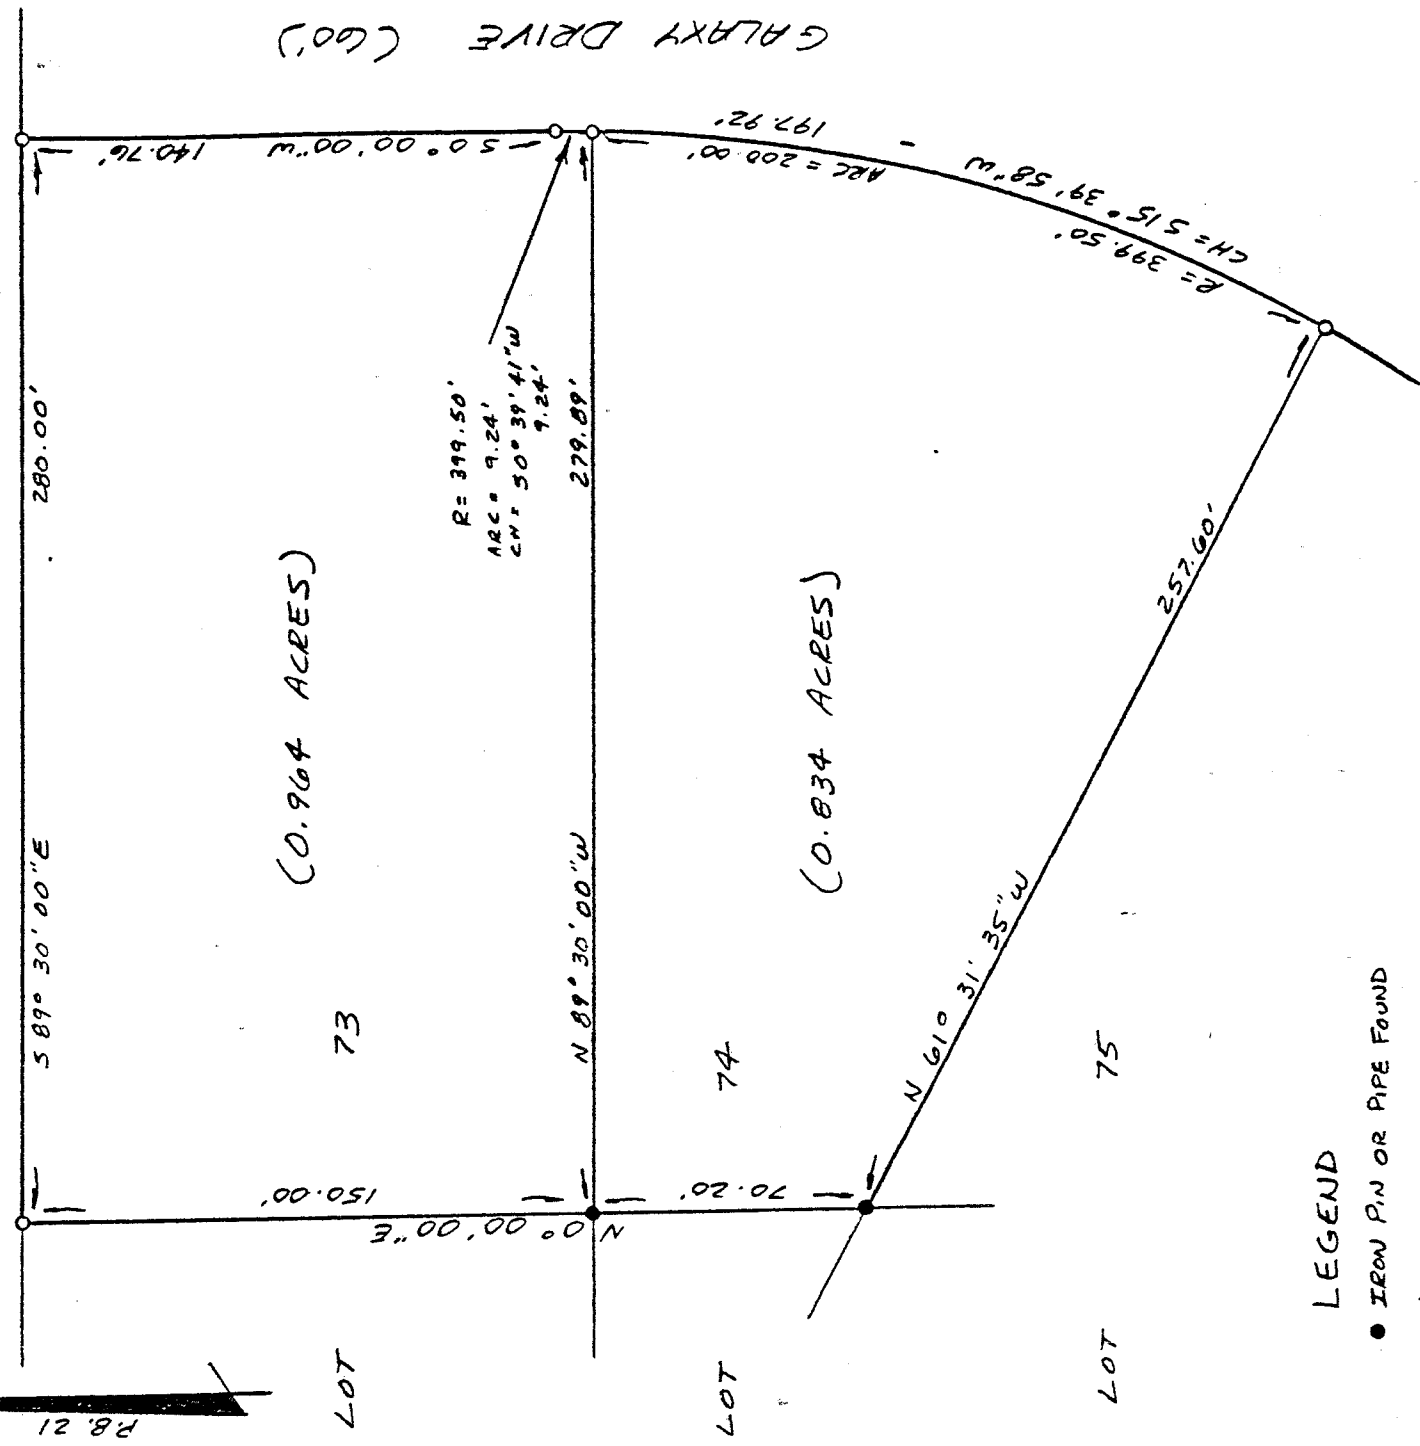 GALAXY DRIVE (60')
S 89° 30' 00" E
280.00'
140.76'
S 0° 00' 00" W
R = 399.50'
ARC = 9.24'
CH = S 0° 39' 41" W
9.24'
LOT 73
(0.964 ACRES)
150.00'
N 0° 00' 00" E
N 89° 30' 00" W
279.89'
ARC = 200.00'
197.92'
CH = S 15° 39' 58" W -
R = 399.50'
LOT 74
(0.834 ACRES)
70.20'
N 61° 31' 35" W
257.60'
LOT 75
P.B. 21
LEGEND
● IRON PIN OR PIPE FOUND